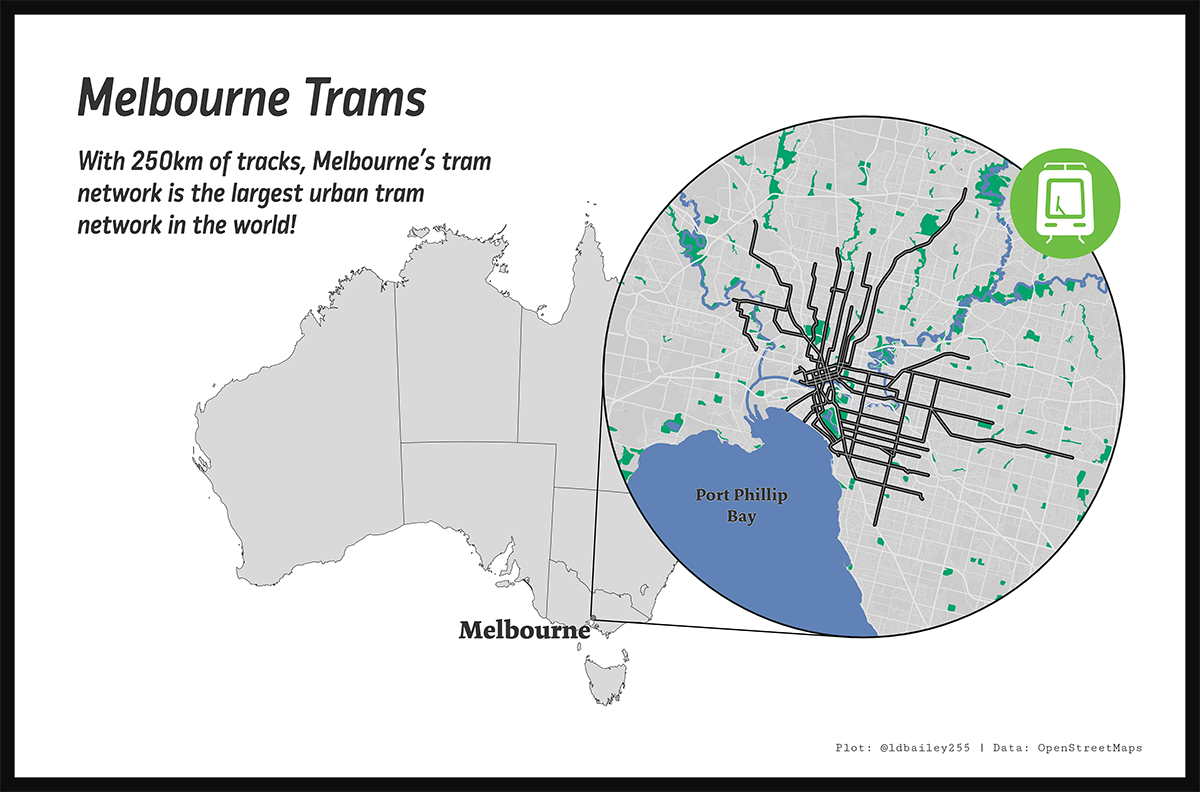 Melbourne Trams
With 250km of tracks, Melbourne's tram
network is the largest urban tram
network in the world!
Port Phillip
Bay
Melbourne
Plot: @ldbailey255 | Data: OpenStreetMaps